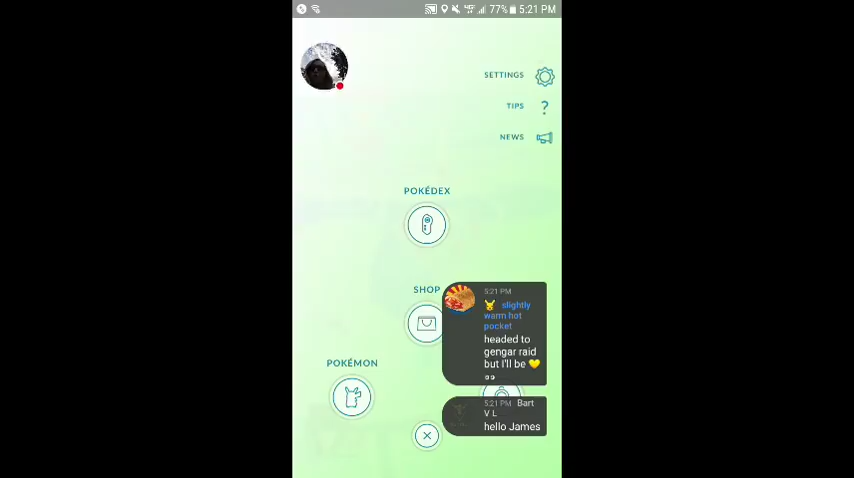 77% 5:21 PM
SETTINGS
TIPS
?
NEWS
POKÉDEX
SHOP
5:21 PM
slightly
warm hot
pocket
headed to
gengar raid
but I'll be 💛
👀
POKÉMON
5:21 PM Bart
V L
hello James